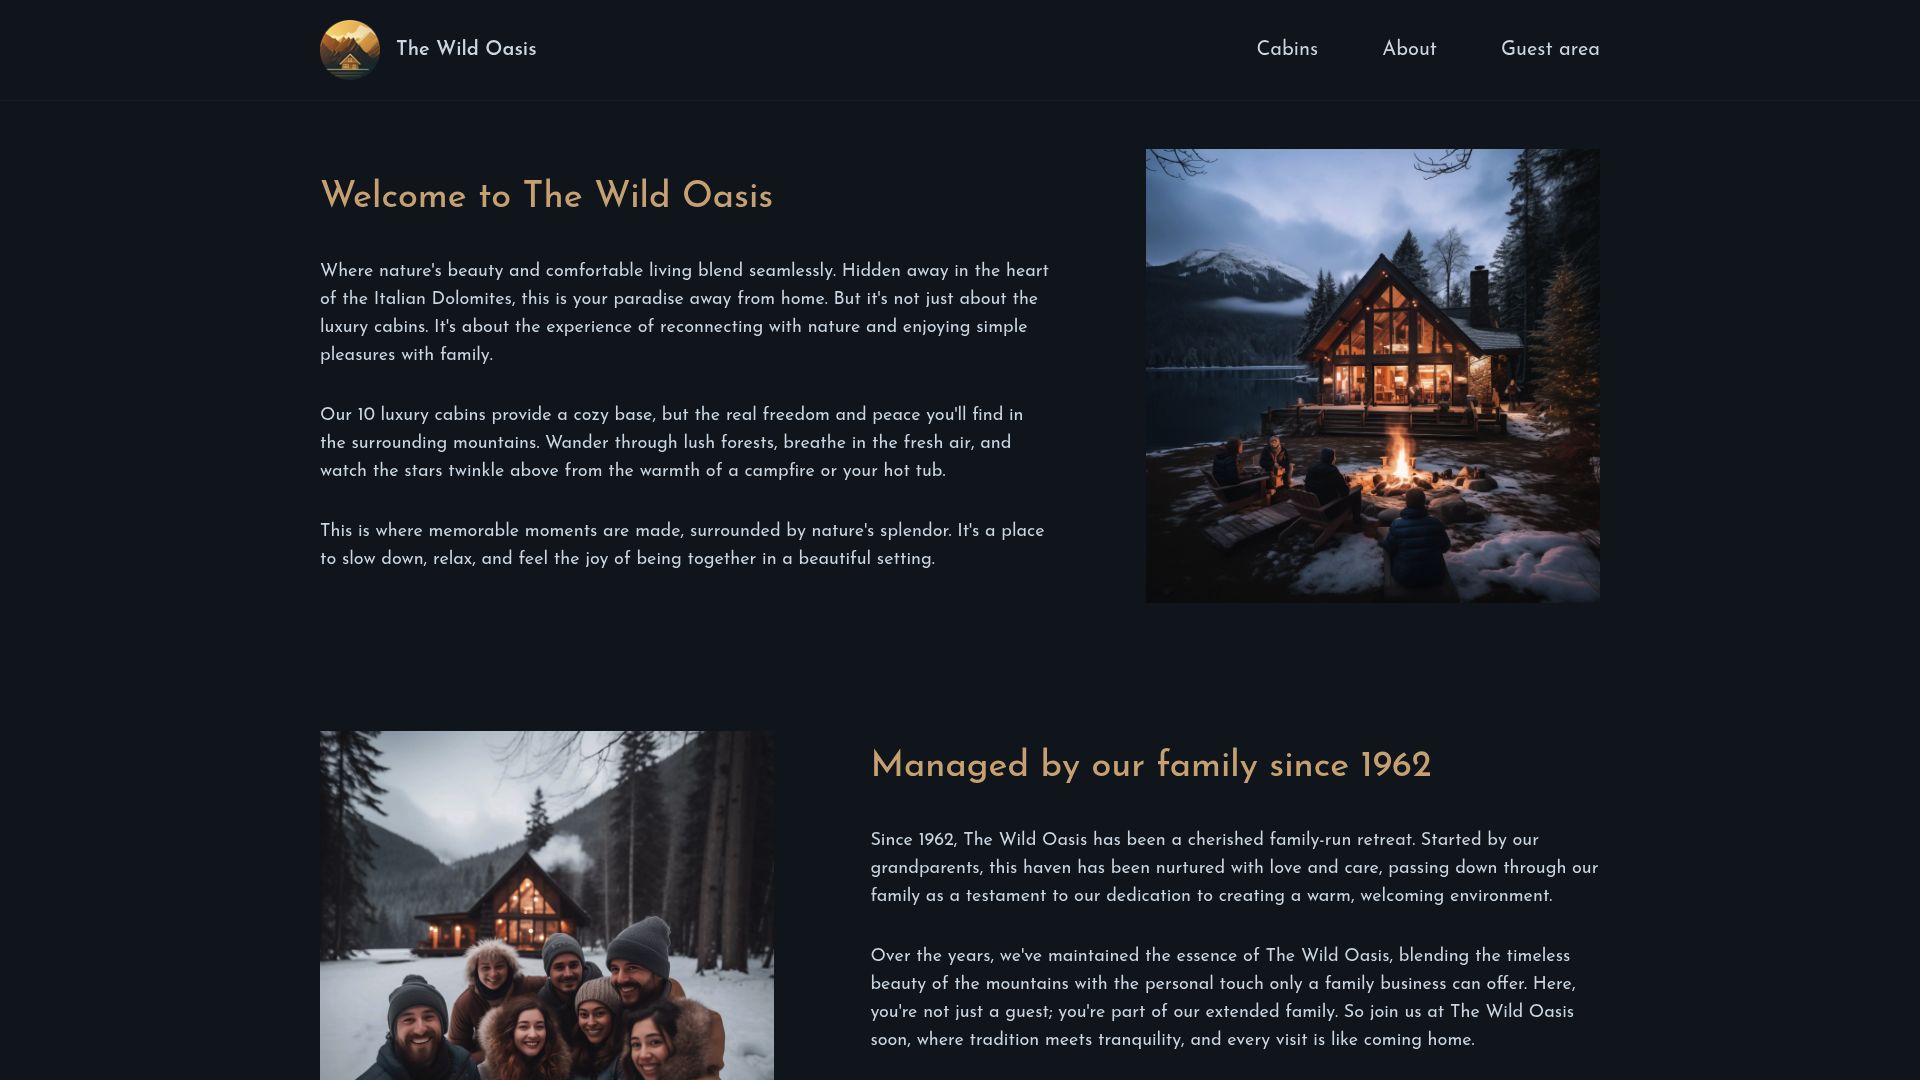 The Wild Oasis
Cabins
About
Guest area
Welcome to The Wild Oasis
Where nature's beauty and comfortable living blend seamlessly. Hidden away in the heart
of the Italian Dolomites, this is your paradise away from home. But it's not just about the
luxury cabins. It's about the experience of reconnecting with nature and enjoying simple
pleasures with family.
Our 10 luxury cabins provide a cozy base, but the real freedom and peace you'll find in
the surrounding mountains. Wander through lush forests, breathe in the fresh air, and
watch the stars twinkle above from the warmth of a campfire or your hot tub.
This is where memorable moments are made, surrounded by nature's splendor. It's a place
to slow down, relax, and feel the joy of being together in a beautiful setting.
Managed by our family since 1962
Since 1962, The Wild Oasis has been a cherished family-run retreat. Started by our
grandparents, this haven has been nurtured with love and care, passing down through our
family as a testament to our dedication to creating a warm, welcoming environment.
Over the years, we've maintained the essence of The Wild Oasis, blending the timeless
beauty of the mountains with the personal touch only a family business can offer. Here,
you're not just a guest; you're part of our extended family. So join us at The Wild Oasis
soon, where tradition meets tranquility, and every visit is like coming home.